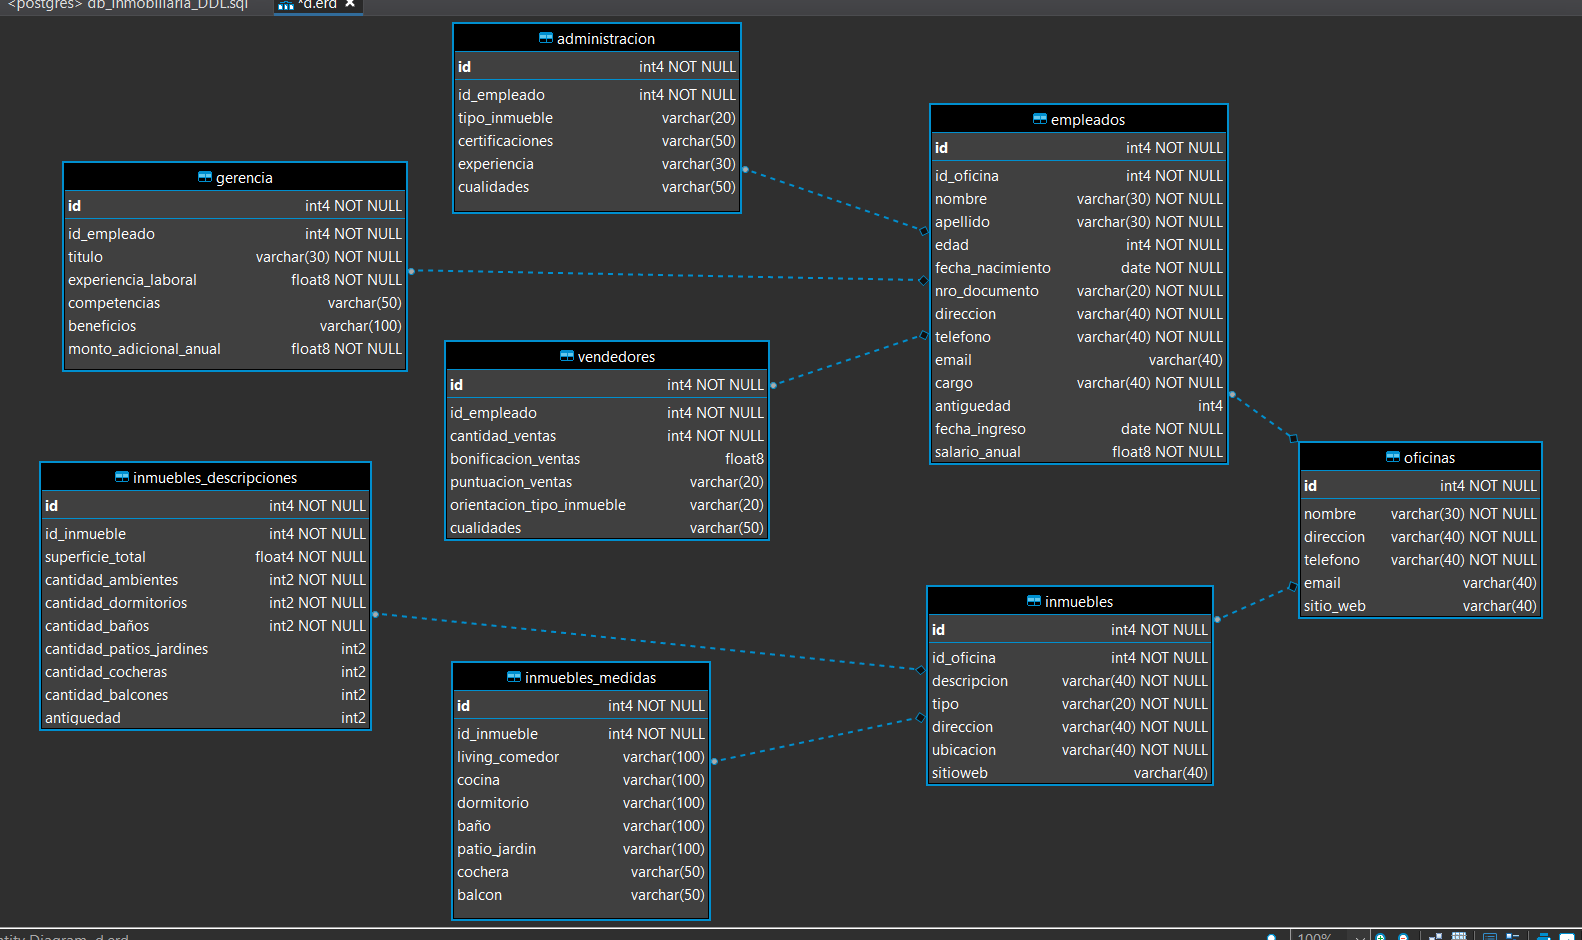 <postgres> db_inmobiliaria_DDL.sql
*d.erd
administracion
id int4 NOT NULL
id_empleado int4 NOT NULL
tipo_inmueble varchar(20)
certificaciones varchar(50)
experiencia varchar(30)
cualidades varchar(50)
empleados
id int4 NOT NULL
id_oficina int4 NOT NULL
nombre varchar(30) NOT NULL
apellido varchar(30) NOT NULL
edad int4 NOT NULL
fecha_nacimiento date NOT NULL
nro_documento varchar(20) NOT NULL
direccion varchar(40) NOT NULL
telefono varchar(40) NOT NULL
email varchar(40)
cargo varchar(40) NOT NULL
antiguedad int4
fecha_ingreso date NOT NULL
salario_anual float8 NOT NULL
gerencia
id int4 NOT NULL
id_empleado int4 NOT NULL
titulo varchar(30) NOT NULL
experiencia_laboral float8 NOT NULL
competencias varchar(50)
beneficios varchar(100)
monto_adicional_anual float8 NOT NULL
vendedores
id int4 NOT NULL
id_empleado int4 NOT NULL
cantidad_ventas int4 NOT NULL
bonificacion_ventas float8
puntuacion_ventas varchar(20)
orientacion_tipo_inmueble varchar(20)
cualidades varchar(50)
oficinas
id int4 NOT NULL
nombre varchar(30) NOT NULL
direccion varchar(40) NOT NULL
telefono varchar(40) NOT NULL
email varchar(40)
sitio_web varchar(40)
inmuebles_descripciones
id int4 NOT NULL
id_inmueble int4 NOT NULL
superficie_total float4 NOT NULL
cantidad_ambientes int2 NOT NULL
cantidad_dormitorios int2 NOT NULL
cantidad_baños int2 NOT NULL
cantidad_patios_jardines int2
cantidad_cocheras int2
cantidad_balcones int2
antiguedad int2
inmuebles
id int4 NOT NULL
id_oficina int4 NOT NULL
descripcion varchar(40) NOT NULL
tipo varchar(20) NOT NULL
direccion varchar(40) NOT NULL
ubicacion varchar(40) NOT NULL
sitioweb varchar(40)
inmuebles_medidas
id int4 NOT NULL
id_inmueble int4 NOT NULL
living_comedor varchar(100)
cocina varchar(100)
dormitorio varchar(100)
baño varchar(100)
patio_jardin varchar(100)
cochera varchar(50)
balcon varchar(50)
Diagram d.erd
100%